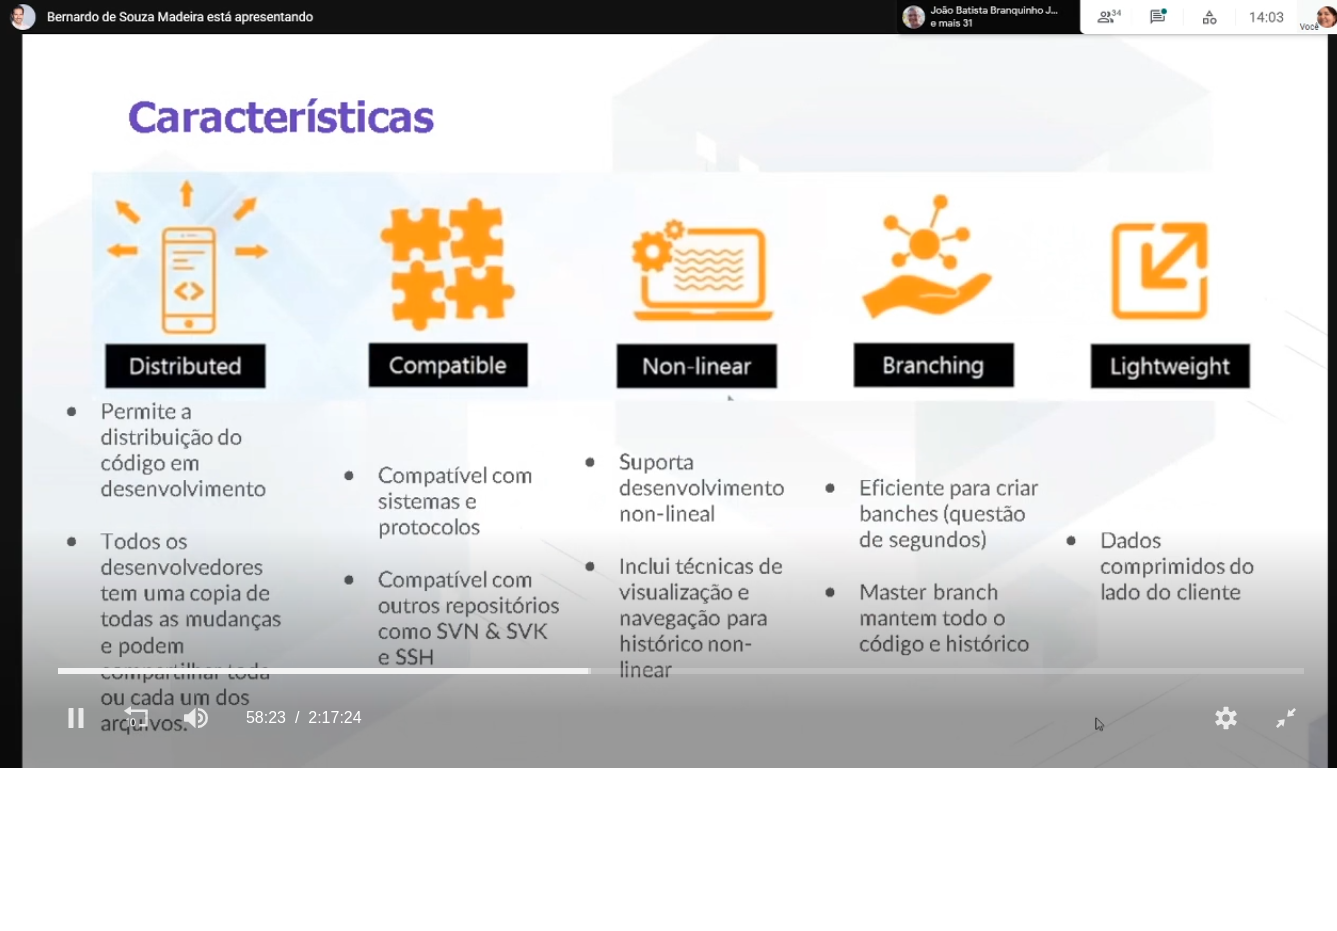 Bernardo de Souza Madeira está apresentando
João Batista Branquinho J...
e mais 31
34
14:03
Você
Características
Distributed
Compatible
Non-linear
Branching
Lightweight
Permite a
distribuição do
código em
desenvolvimento
Todos os
desenvolvedores
tem uma copia de
todas as mudanças
e podem
compartilhar toda
ou cada um dos
arquivos.
Compatível com
sistemas e
protocolos
Compatível com
outros repositórios
como SVN & SVK
e SSH
Suporta
desenvolvimento
non-lineal
Inclui técnicas de
visualização e
navegação para
histórico non-
linear
Eficiente para criar
banches (questão
de segundos)
Master branch
mantem todo o
código e histórico
Dados
comprimidos do
lado do cliente
58:23 / 2:17:24